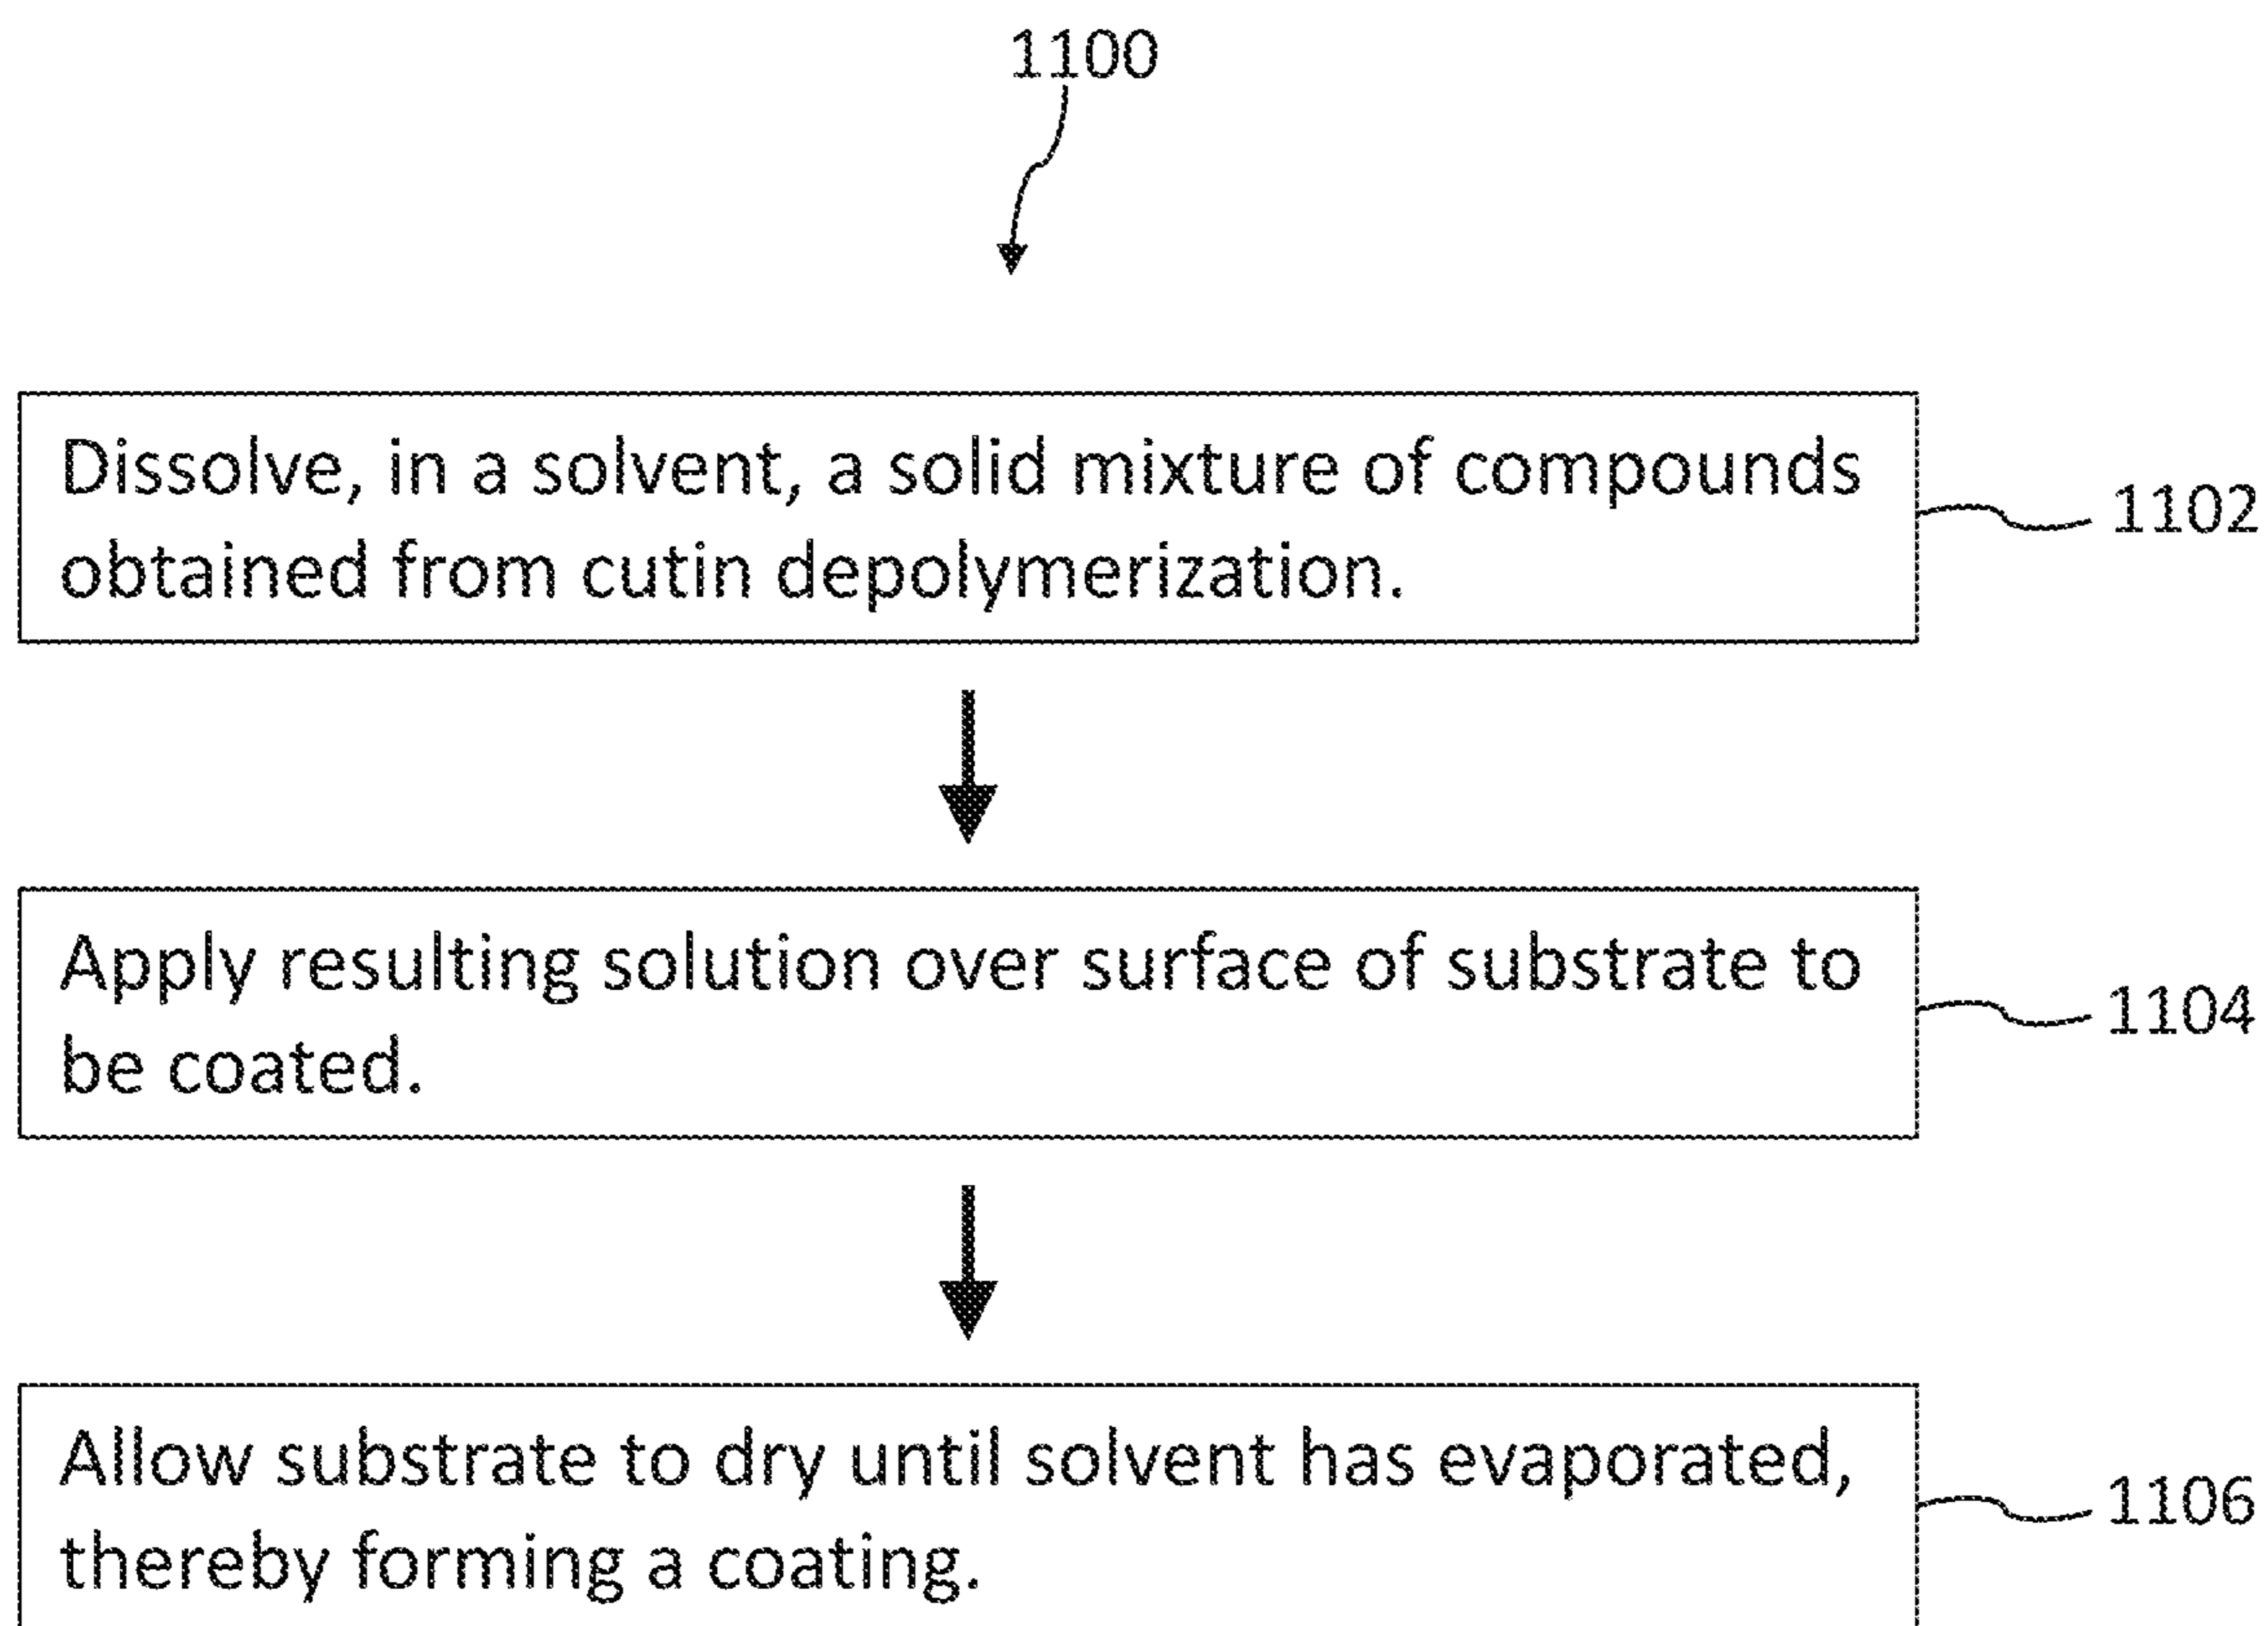 1100
Dissolve, in a solvent, a solid mixture of compounds
obtained from cutin depolymerization.
1102
Apply resulting solution over surface of substrate to
be coated.
1104
Allow substrate to dry until solvent has evaporated,
thereby forming a coating.
1106